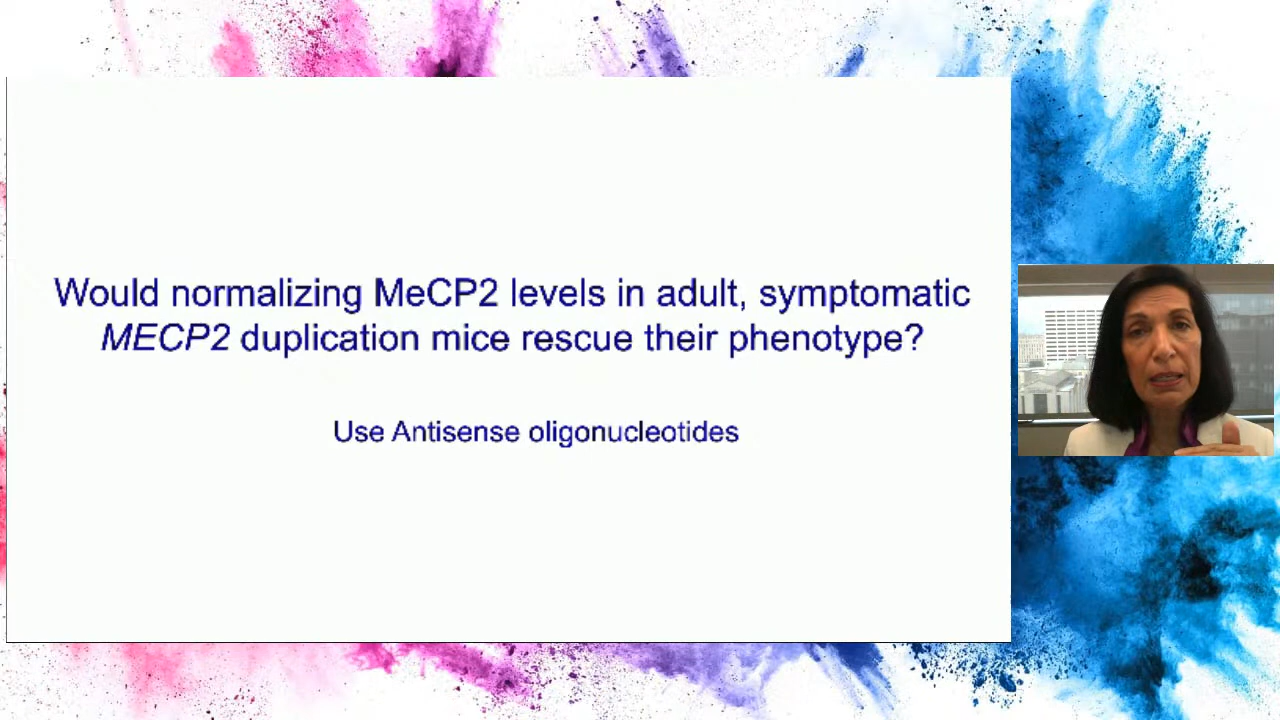 Would normalizing MeCP2 levels in adult, symptomatic
MECP2 duplication mice rescue their phenotype?
Use Antisense oligonucleotides